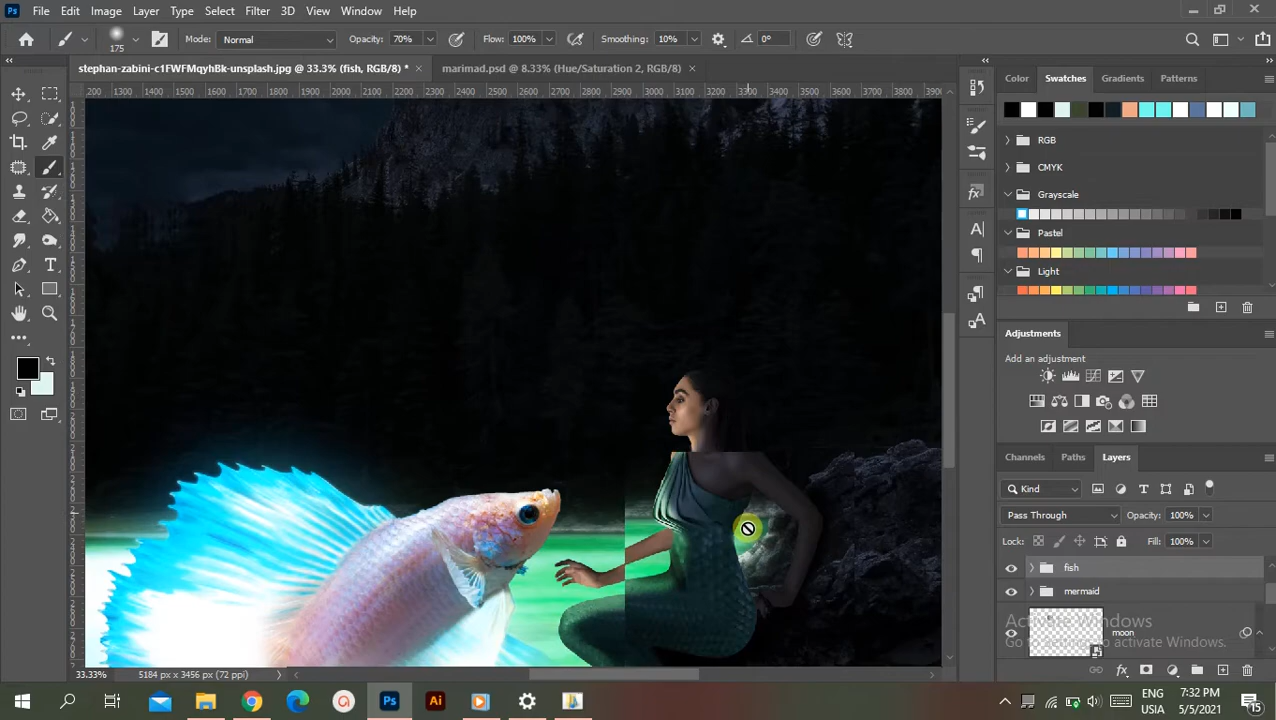 Ps File Edit Image Layer Type Select Filter 3D View Window Help
175 Mode: Normal Opacity: 70% Flow: 100% Smoothing: 10% 0°
stephan-zabini-c1FWFMqyhBk-unsplash.jpg @ 33.3% (fish, RGB/8) * × marimad.psd @ 8.33% (Hue/Saturation 2, RGB/8) ×
1300 1400 1500 1600 1700 1800 1900 2000 2100 2200 2300 2400 2500 2600 2700 2800 2900 3000 3100 3200 3300 3400 3500 3600 3700 3800 3900
Color Swatches Gradients Patterns
RGB
CMYK
Grayscale
Pastel
Light
Adjustments
Add an adjustment
Channels Paths Layers
Kind
Pass Through Opacity: 100%
Lock: Fill: 100%
fish
mermaid
moon
Activate Windows
Go to Settings to activate Windows.
33.33% 5184 px x 3456 px (72 ppi)
Ps Ai ENG USIA 7:32 PM 5/5/2021 15